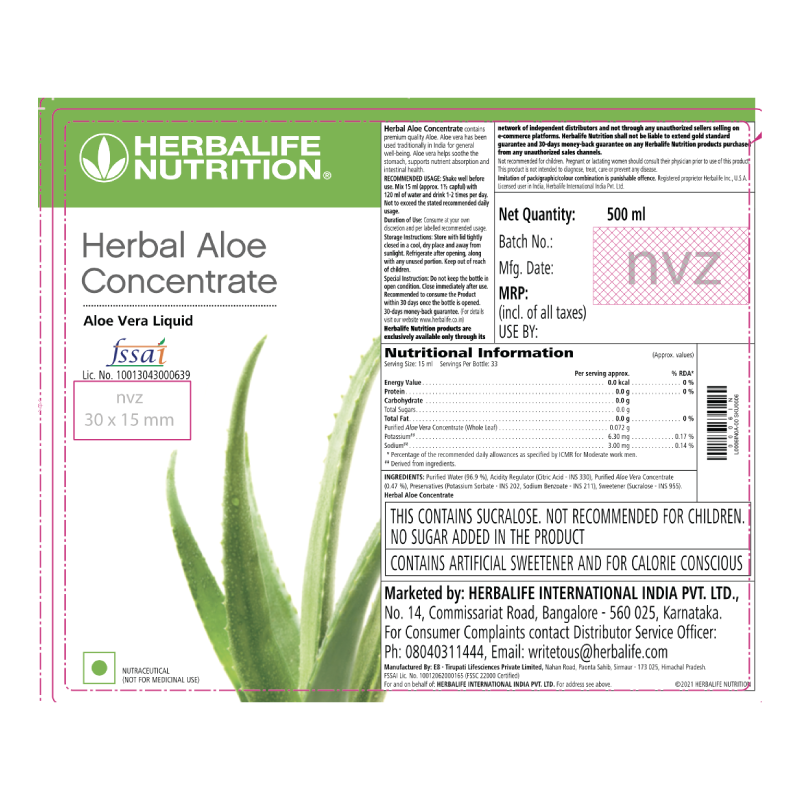 HERBALIFE
NUTRITION®
Herbal Aloe
Concentrate
Aloe Vera Liquid
fssai
Lic. No. 10013043000639
nvz
30 x 15 mm
NUTRACEUTICAL
(NOT FOR MEDICINAL USE)
Herbal Aloe Concentrate contains
premium quality Aloe. Aloe vera has been
used traditionally in India for general
well-being. Aloe vera helps soothe the
stomach, supports nutrient absorption and
intestinal health.
RECOMMENDED USAGE: Shake well before
use. Mix 15 ml (approx. 1½ capful) with
120 ml of water and drink 1-2 times per day.
Not to exceed the stated recommended daily
usage.
Duration of Use: Consume at your own
discretion and per labelled recommended usage.
Storage Instructions: Store with lid tightly
closed in a cool, dry place and away from
sunlight. Refrigerate after opening, along
with any unused portion. Keep out of reach
of children.
Special Instruction: Do not keep the bottle in
open condition. Close immediately after use.
Recommended to consume the Product
within 30 days once the bottle is opened.
30-days money-back guarantee. (For details
visit our website www.herbalife.co.in)
Herbalife Nutrition products are
exclusively available only through its
network of independent distributors and not through any unauthorized sellers selling on
e-commerce platforms. Herbalife Nutrition shall not be liable to extend gold standard
guarantee and 30-days money-back guarantee on any Herbalife Nutrition products purchased
from any unauthorized sales channels.
Not recommended for children. Pregnant or lactating women should consult their physician prior to use of this product.
This product is not intended to diagnose, treat, care or prevent any disease.
Imitation of pack/graphic/colour combination is punishable offence. Registered proprietor Herbalife Inc., U.S.A.
Licensed user in India, Herbalife International India Pvt. Ltd.
Net Quantity: 500 ml
Batch No.:
Mfg. Date:
MRP:
(incl. of all taxes)
USE BY:
nvz
Nutritional Information (Approx. values)
Serving Size: 15 ml Servings Per Bottle: 33
Per serving approx. % RDA*
Energy Value 0.0 kcal 0 %
Protein 0.0 g 0 %
Carbohydrate 0.0 g
Total Sugars 0.0 g
Total Fat 0.0 g 0 %
Purified Aloe Vera Concentrate (Whole Leaf) 0.072 g
Potassium## 6.30 mg 0.17 %
Sodium## 3.00 mg 0.14 %
* Percentage of the recommended daily allowances as specified by ICMR for Moderate work men.
## Derived from ingredients.
INGREDIENTS: Purified Water (96.9 %), Acidity Regulator (Citric Acid - INS 330), Purified Aloe Vera Concentrate
(0.47 %), Preservatives (Potassium Sorbate - INS 202, Sodium Benzoate - INS 211), Sweetener (Sucralose - INS 955).
Herbal Aloe Concentrate
THIS CONTAINS SUCRALOSE. NOT RECOMMENDED FOR CHILDREN.
NO SUGAR ADDED IN THE PRODUCT
CONTAINS ARTIFICIAL SWEETENER AND FOR CALORIE CONSCIOUS
Marketed by: HERBALIFE INTERNATIONAL INDIA PVT. LTD.,
No. 14, Commissariat Road, Bangalore - 560 025, Karnataka.
For Consumer Complaints contact Distributor Service Officer:
Ph: 08040311444, Email: writetous@herbalife.com
Manufactured By: E8 - Tirupati Lifesciences Private Limited, Nahan Road, Paonta Sahib, Sirmaur - 173 025, Himachal Pradesh.
FSSAI Lic. No. 10012062000165 (FSSC 22000 Certified)
For and on behalf of: HERBALIFE INTERNATIONAL INDIA PVT. LTD. For address see above.
©2021 HERBALIFE NUTRITION